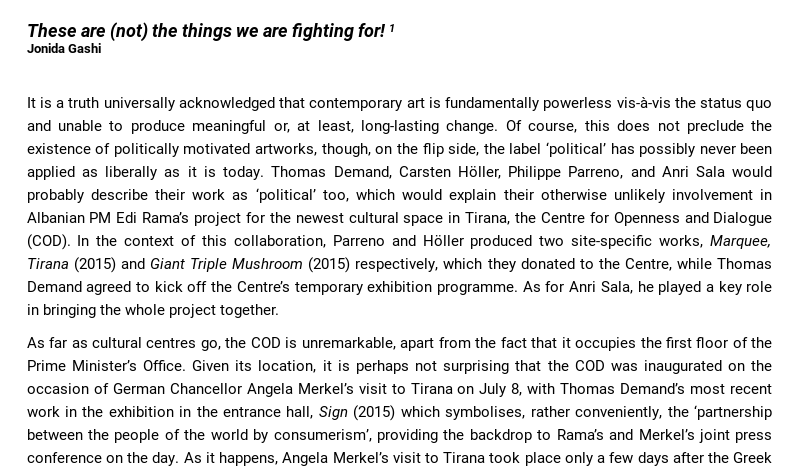 These are (not) the things we are fighting for! 1
Jonida Gashi
It is a truth universally acknowledged that contemporary art is fundamentally powerless vis-à-vis the status quo
and unable to produce meaningful or, at least, long-lasting change. Of course, this does not preclude the
existence of politically motivated artworks, though, on the flip side, the label ‘political’ has possibly never been
applied as liberally as it is today. Thomas Demand, Carsten Höller, Philippe Parreno, and Anri Sala would
probably describe their work as ‘political’ too, which would explain their otherwise unlikely involvement in
Albanian PM Edi Rama’s project for the newest cultural space in Tirana, the Centre for Openness and Dialogue
(COD). In the context of this collaboration, Parreno and Höller produced two site-specific works, Marquee,
Tirana (2015) and Giant Triple Mushroom (2015) respectively, which they donated to the Centre, while Thomas
Demand agreed to kick off the Centre’s temporary exhibition programme. As for Anri Sala, he played a key role
in bringing the whole project together.
As far as cultural centres go, the COD is unremarkable, apart from the fact that it occupies the first floor of the
Prime Minister’s Office. Given its location, it is perhaps not surprising that the COD was inaugurated on the
occasion of German Chancellor Angela Merkel’s visit to Tirana on July 8, with Thomas Demand’s most recent
work in the exhibition in the entrance hall, Sign (2015) which symbolises, rather conveniently, the ‘partnership
between the people of the world by consumerism’, providing the backdrop to Rama’s and Merkel’s joint press
conference on the day. As it happens, Angela Merkel’s visit to Tirana took place only a few days after the Greek